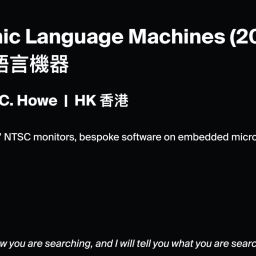 nic Language Machines (20
語言機器
C. Howe | HK 香港
" NTSC monitors, bespoke software on embedded micro
w you are searching, and I will tell you what you are searc